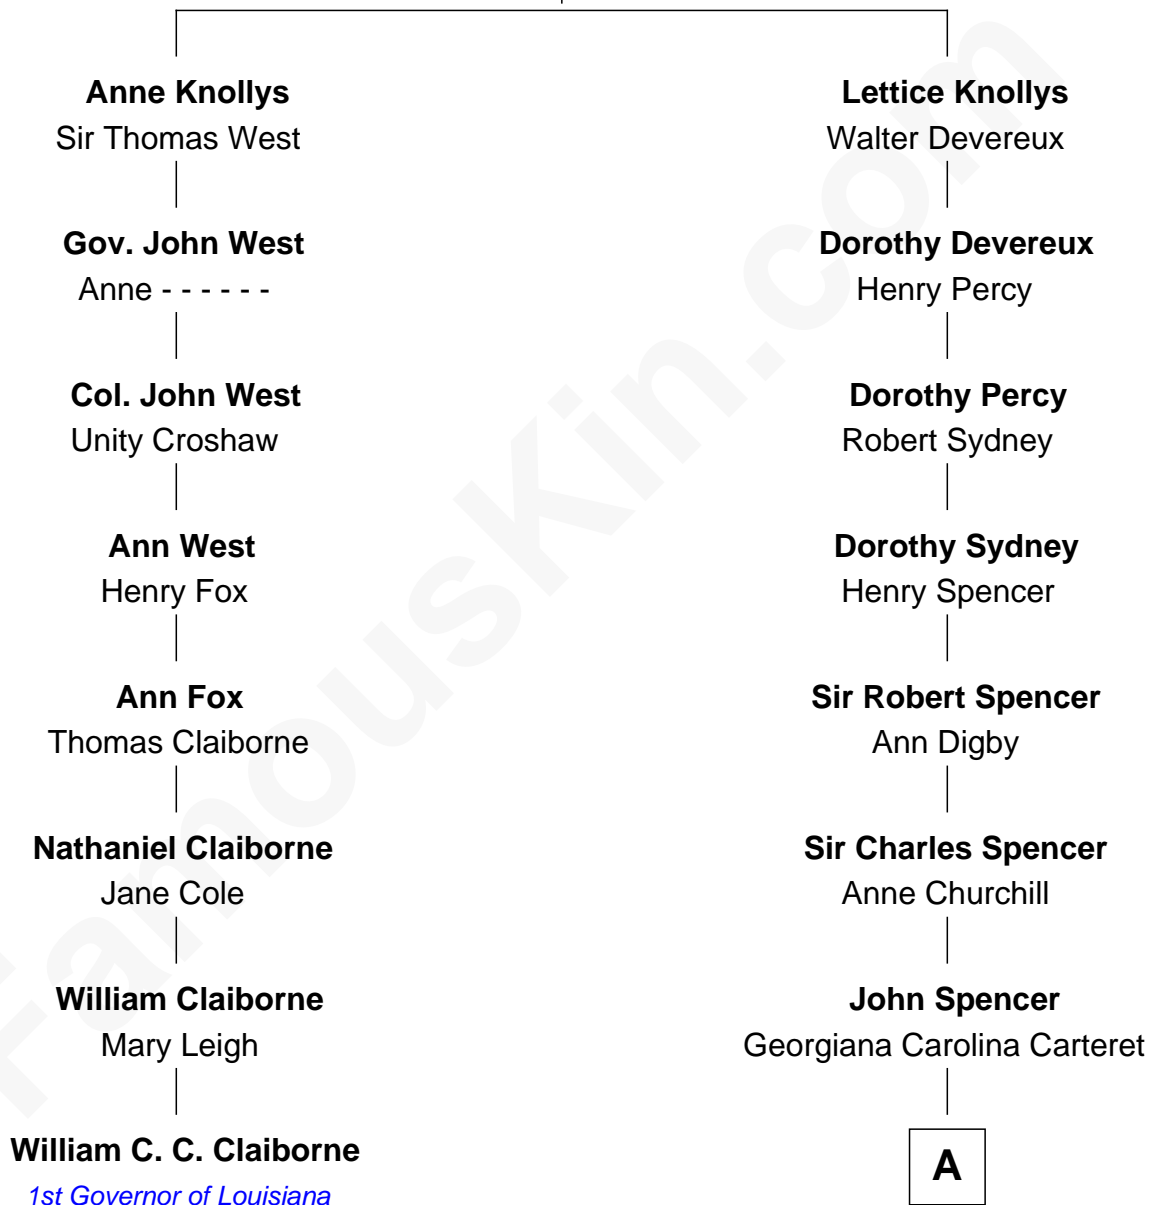 Anne Knollys
Sir Thomas West
Lettice Knollys
Walter Devereux
Gov. John West
Anne - - - - - -
Dorothy Devereux
Henry Percy
Col. John West
Unity Croshaw
Dorothy Percy
Robert Sydney
Ann West
Henry Fox
Dorothy Sydney
Henry Spencer
Ann Fox
Thomas Claiborne
Sir Robert Spencer
Ann Digby
Nathaniel Claiborne
Jane Cole
Sir Charles Spencer
Anne Churchill
William Claiborne
Mary Leigh
John Spencer
Georgiana Carolina Carteret
William C. C. Claiborne
1st Governor of Louisiana
A
FamousKin.com